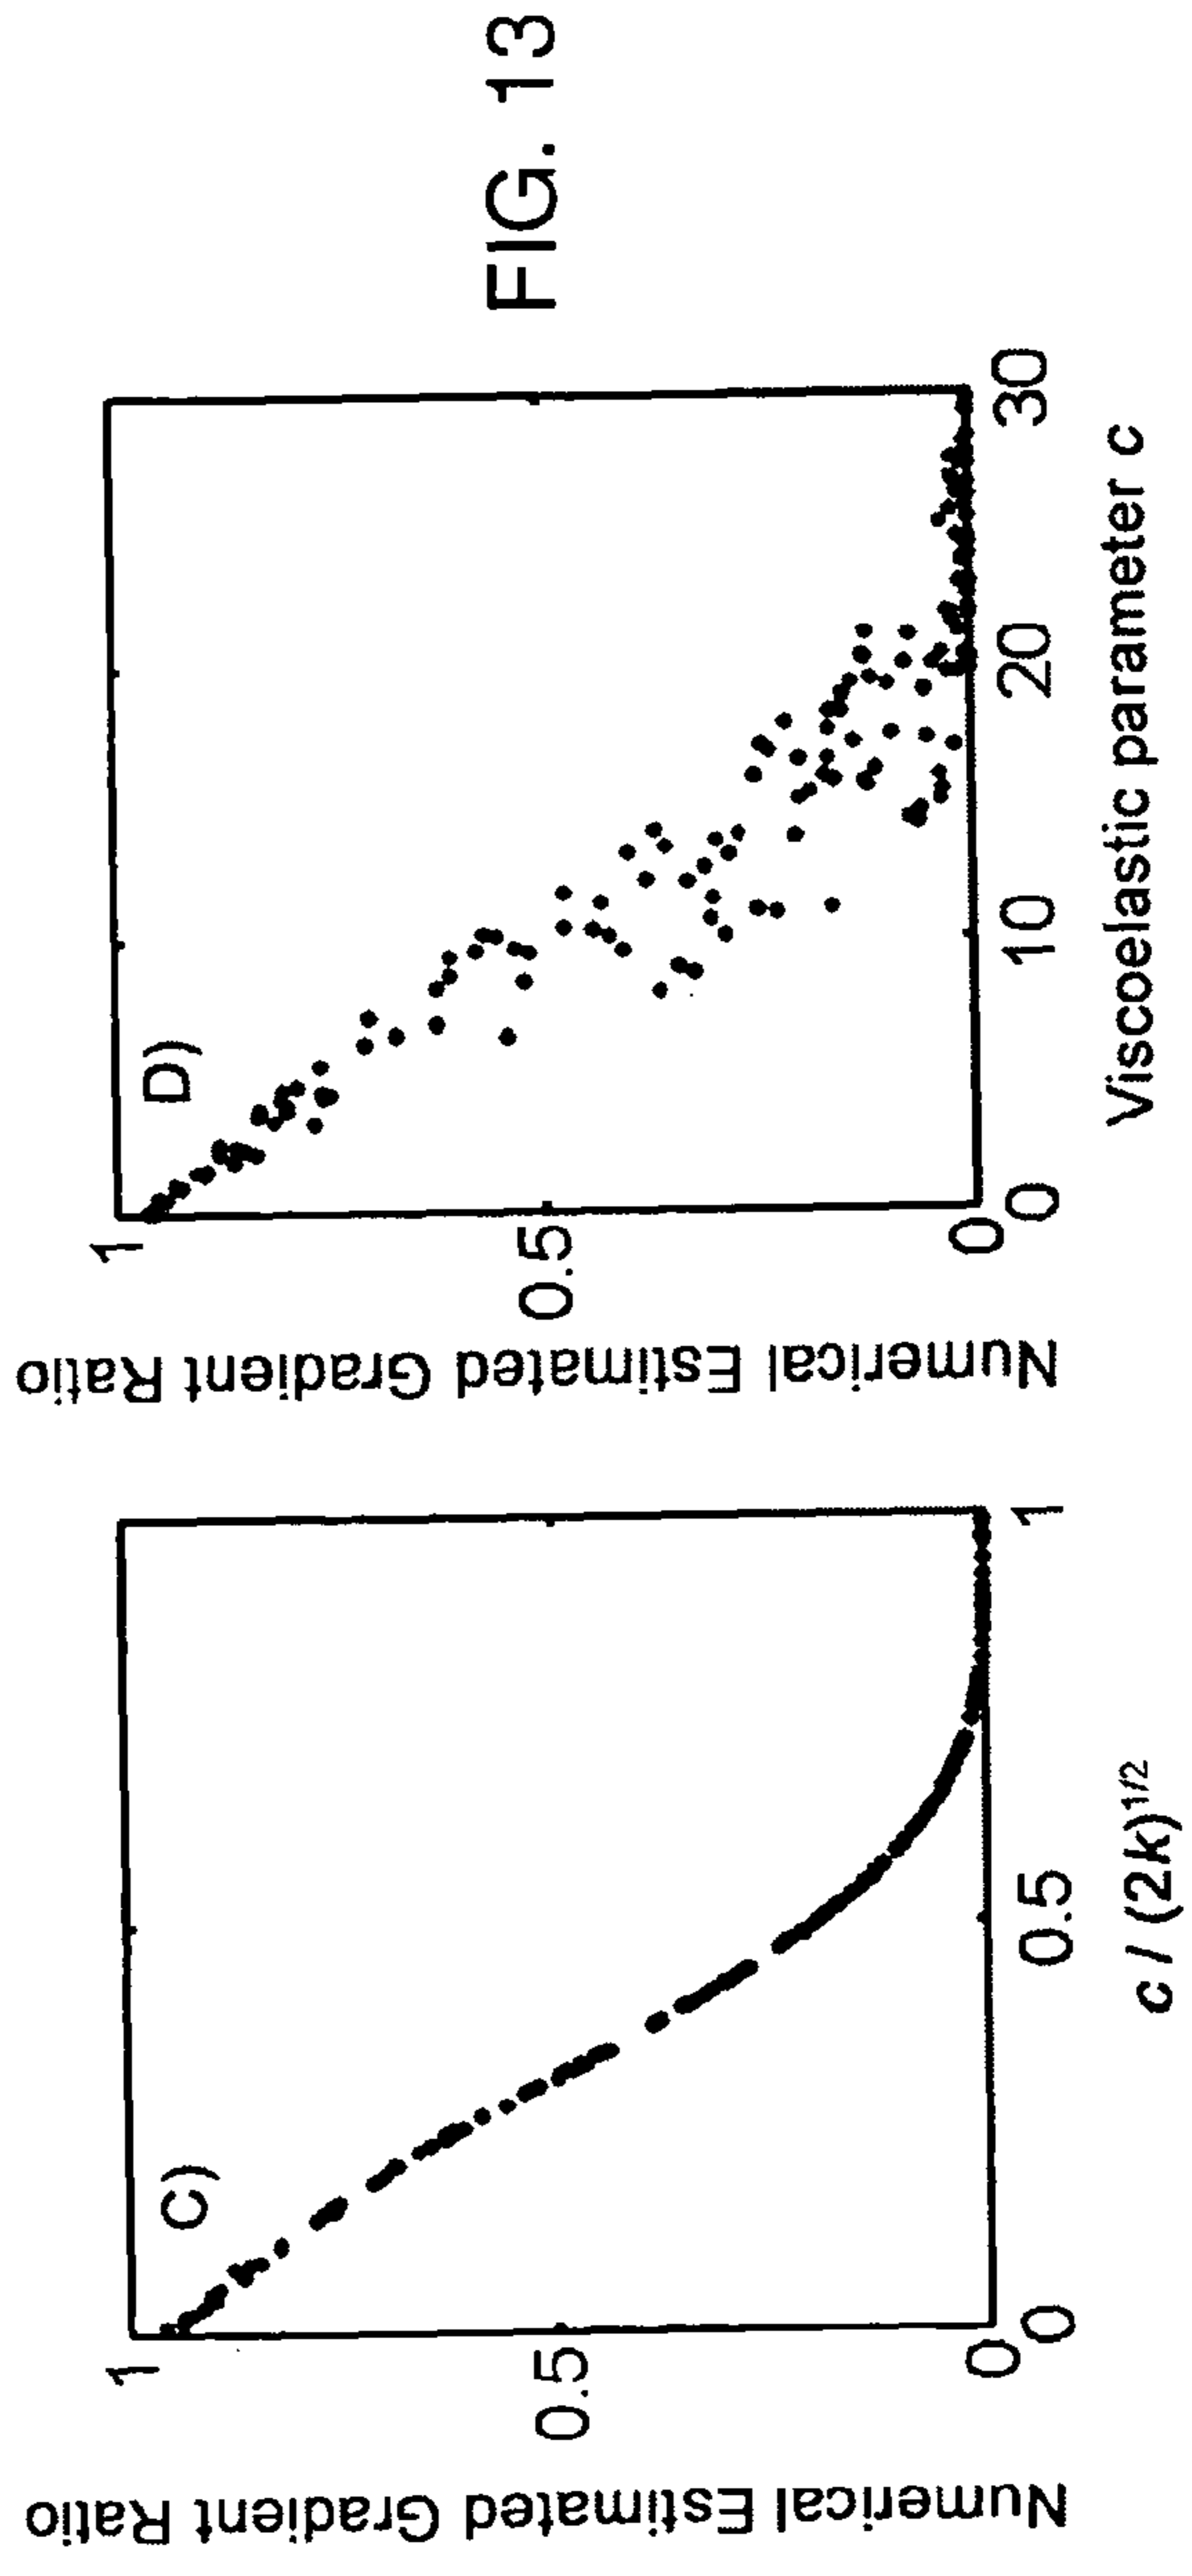 C)
1
0.5
0
0
0.5
1
Numerical Estimated Gradient Ratio
c / (2k)^{1/2}
D)
1
0.5
0
0
10
20
30
Numerical Estimated Gradient Ratio
Viscoelastic parameter c
FIG. 13